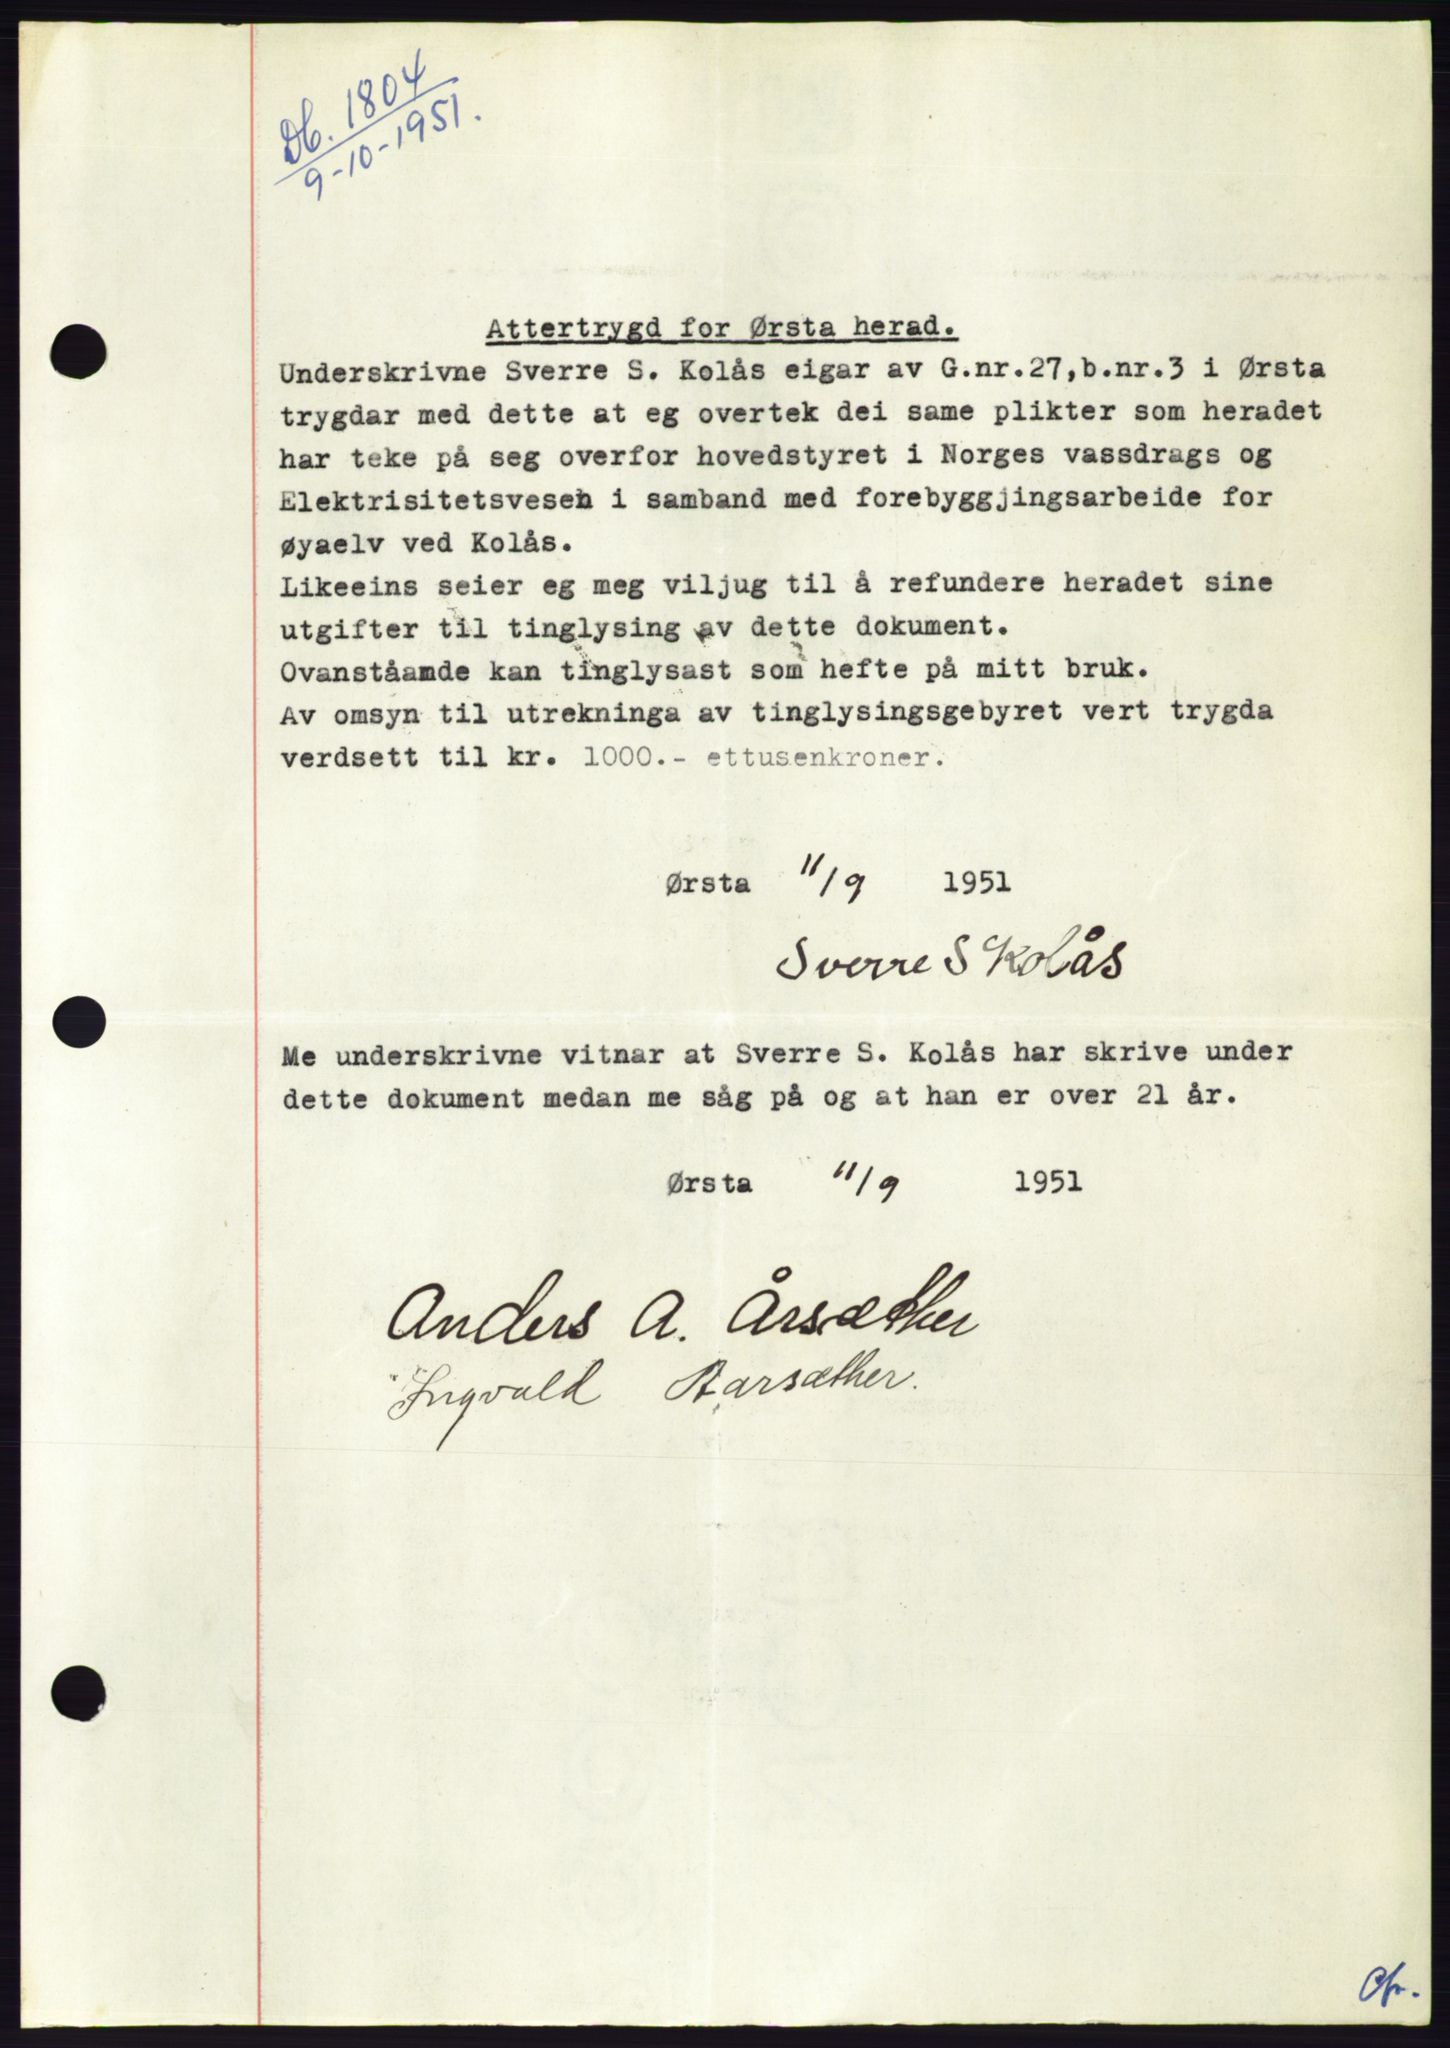 Db. 1804
9-10-1951.
Attertrygd for Ørsta herad.
Underskrivne Sverre S. Kolås eigar av G.nr.27,b.nr.3 i Ørsta
trygdar med dette at eg overtek dei same plikter som heradet
har teke på seg overfor hovedstyret i Norges vassdrags og
Elektrisitetsvesen i samband med forebyggjingsarbeide for
øyaelv ved Kolås.
Likeeins seier eg meg viljug til å refundere heradet sine
utgifter til tinglysing av dette dokument.
Ovanståande kan tinglysast som hefte på mitt bruk.
Av omsyn til utrekninga av tinglysingsgebyret vert trygda
verdsett til kr. 1000.- ettusenkroner.
Ørsta 11/9 1951
Sverre S Kolås
Me underskrivne vitnar at Sverre S. Kolås har skrive under
dette dokument medan me såg på og at han er over 21 år.
Ørsta 11/9 1951
Anders A. Årsæther
Ingvald Aarsæther.